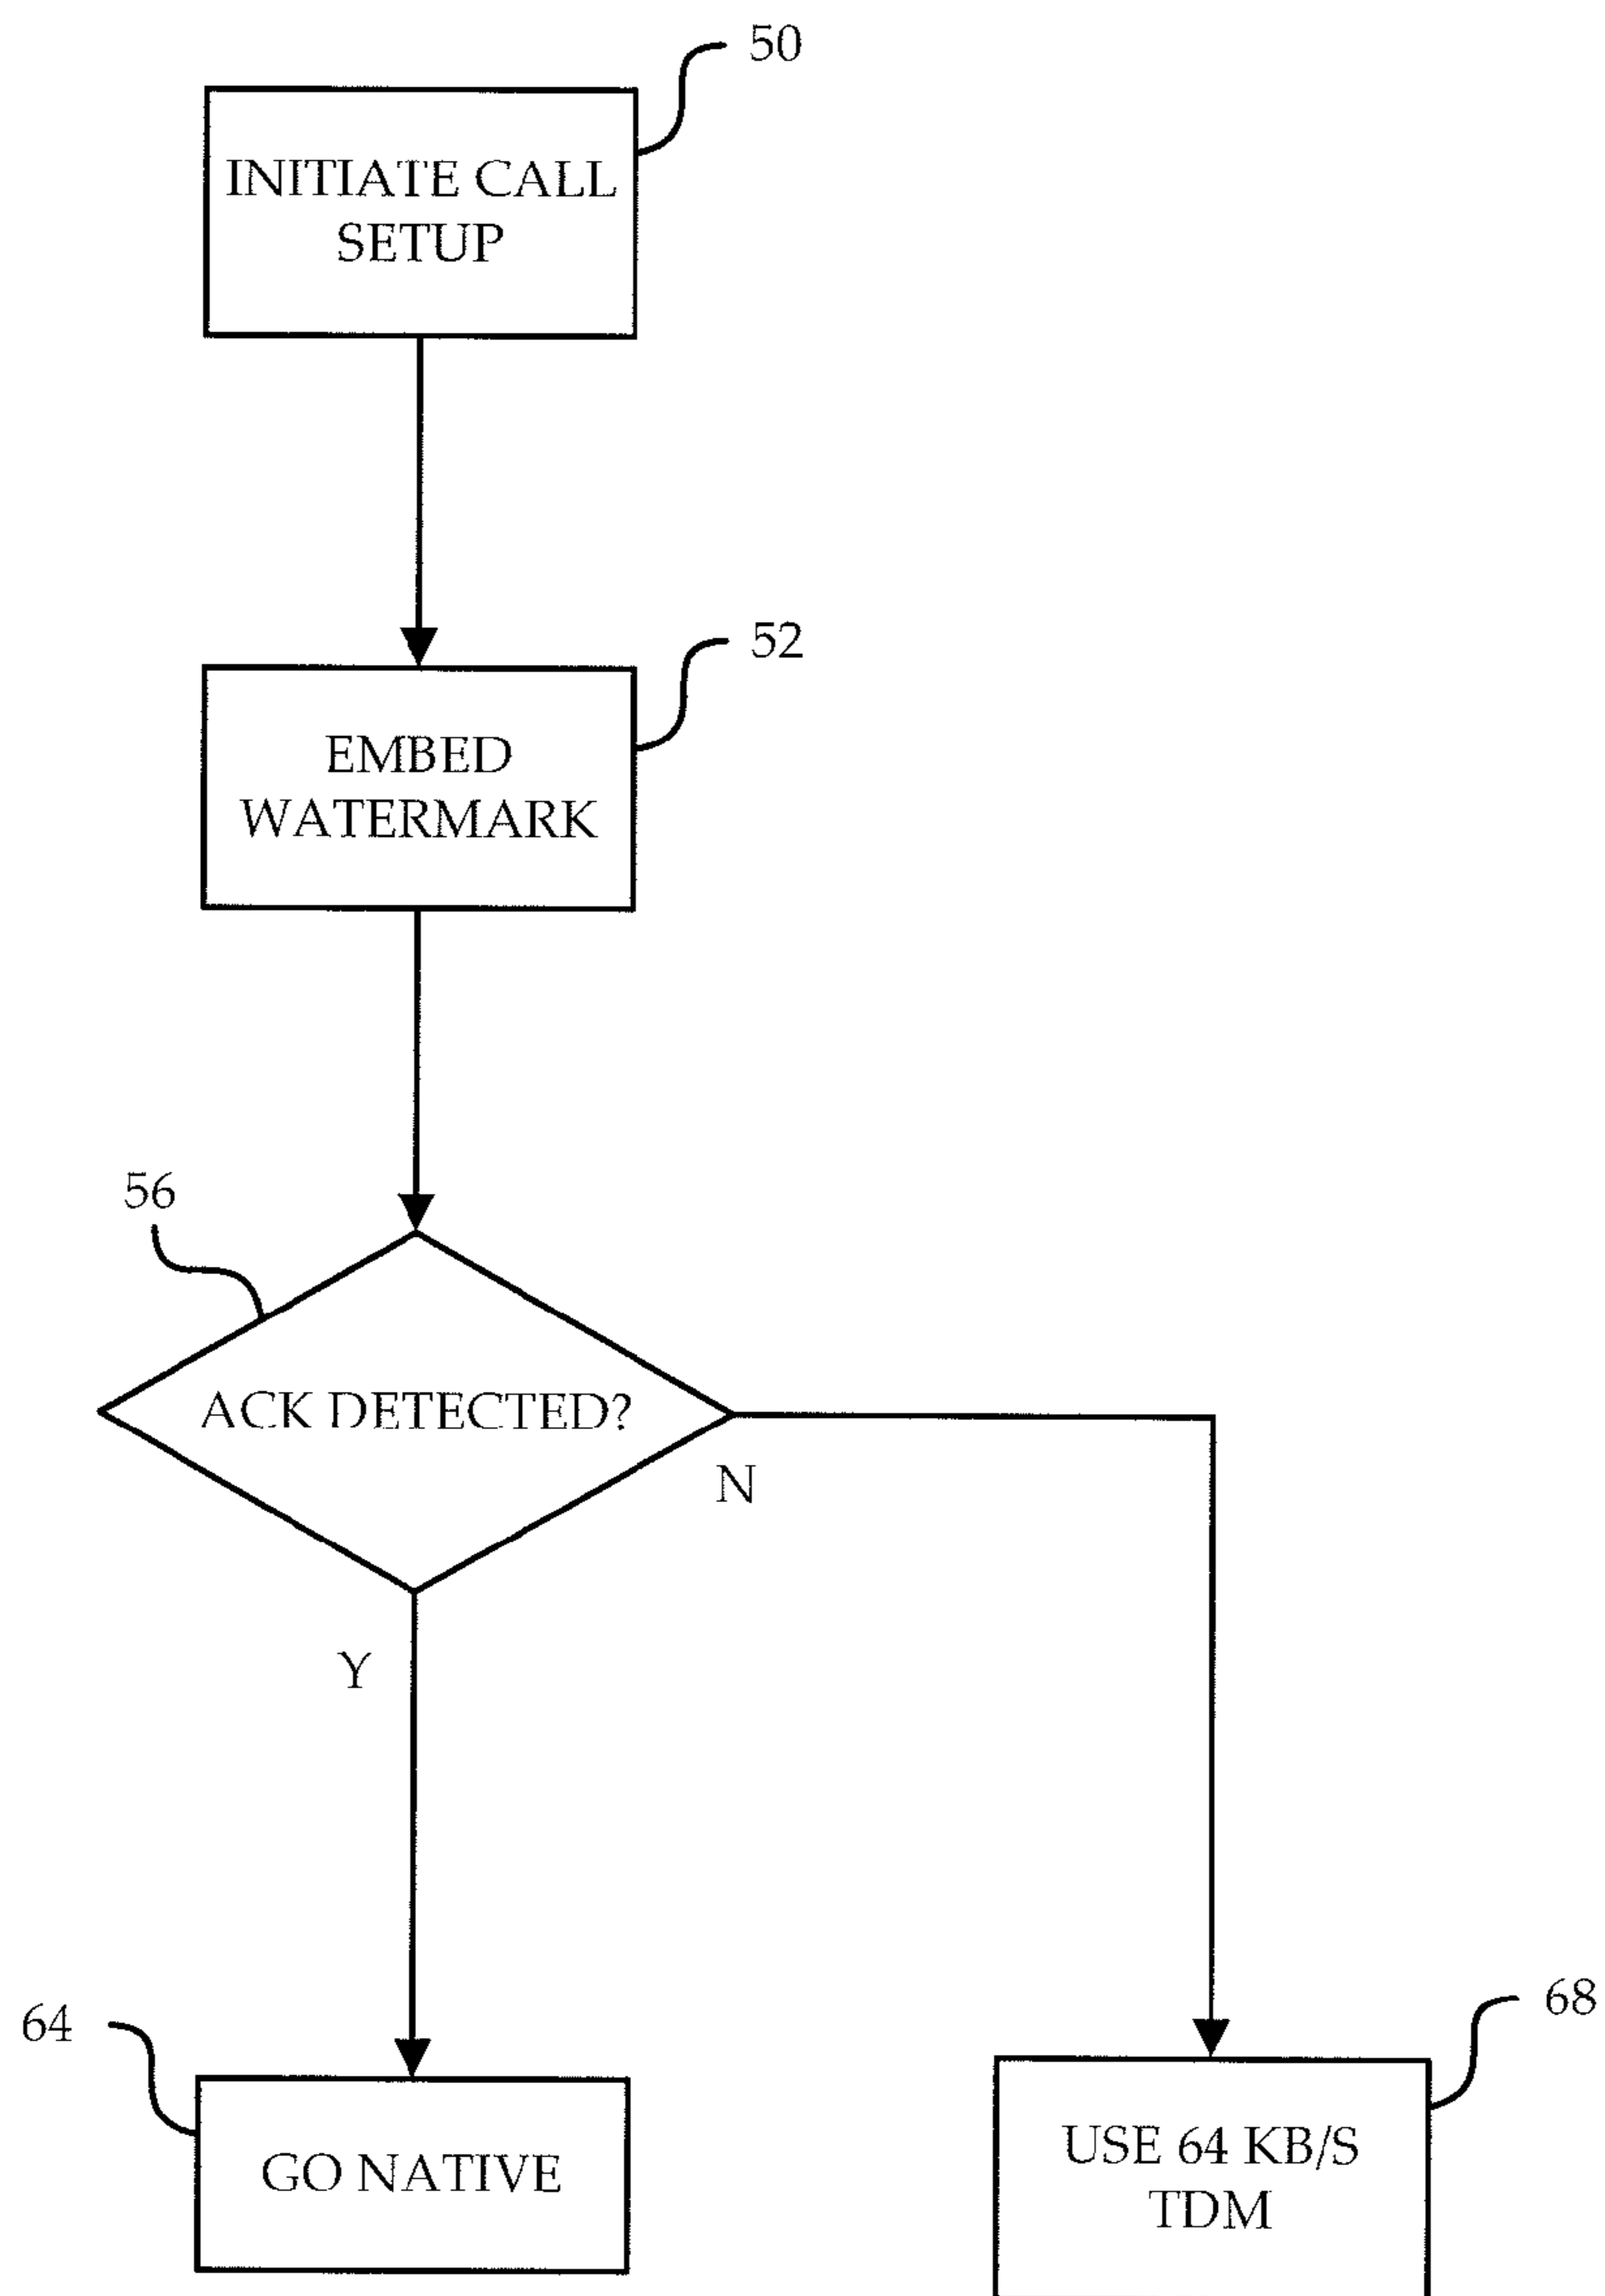 50
INITIATE CALL
SETUP
52
EMBED
WATERMARK
56
ACK DETECTED?
N
Y
64
GO NATIVE
68
USE 64 KB/S
TDM